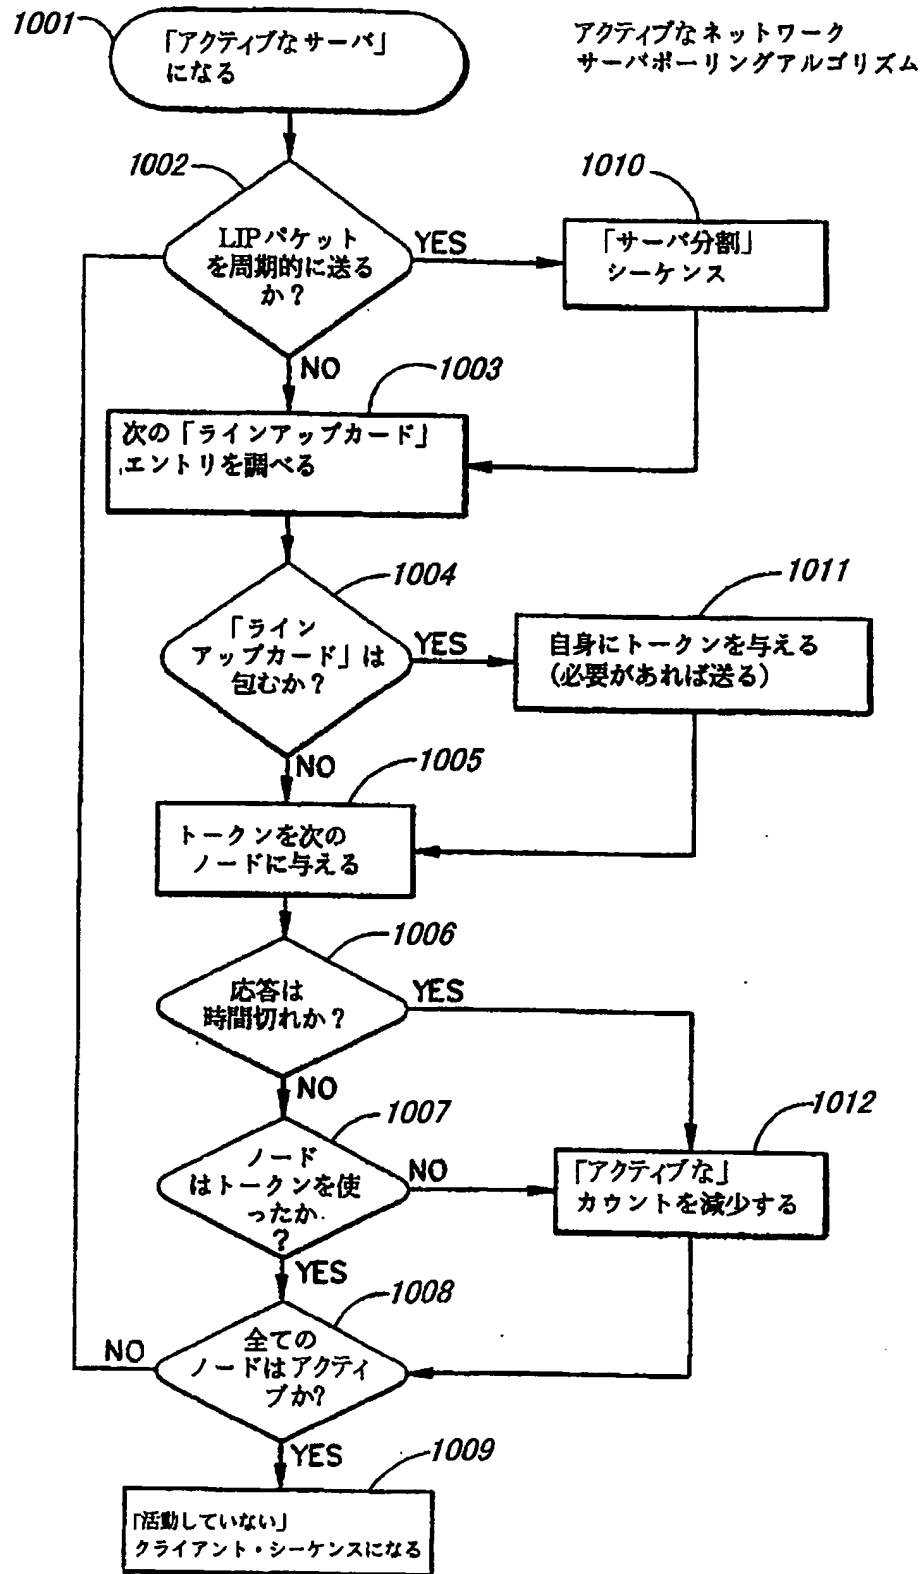 1001
「アクティブなサーバ」
になる
アクティブなネットワーク
サーバポーリングアルゴリズム
1002
LIPパケット
を周期的に送る
か?
YES
NO
1010
「サーバ分割」
シーケンス
1003
次の「ラインアップカード」
エントリを調べる
1004
「ライン
アップカード」は
包むか?
YES
NO
1011
自身にトークンを与える
(必要があれば送る)
1005
トークンを次の
ノードに与える
1006
応答は
時間切れか?
YES
NO
1007
ノード
はトークンを使
ったか
?
NO
YES
1012
「アクティブな」
カウントを減少する
1008
全ての
ノードはアクティ
ブか?
NO
YES
1009
「活動していない」
クライアント・シーケンスになる